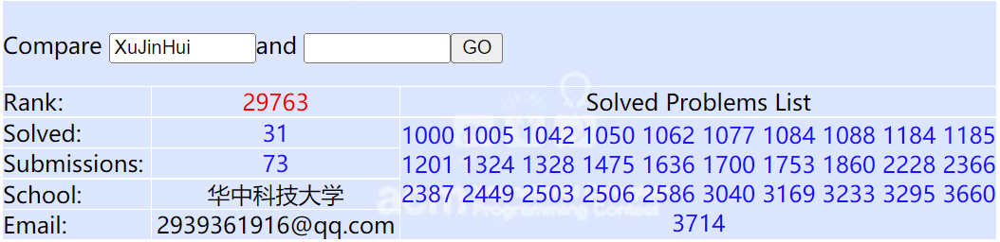 Compare XuJinHui and GO
Rank: 29763 Solved Problems List
Solved: 31 1000 1005 1042 1050 1062 1077 1084 1088 1184 1185
Submissions: 73 1201 1324 1328 1475 1636 1700 1753 1860 2228 2366
School: 华中科技大学 2387 2449 2503 2506 2586 3040 3169 3233 3295 3660
Email: 2939361916@qq.com 3714